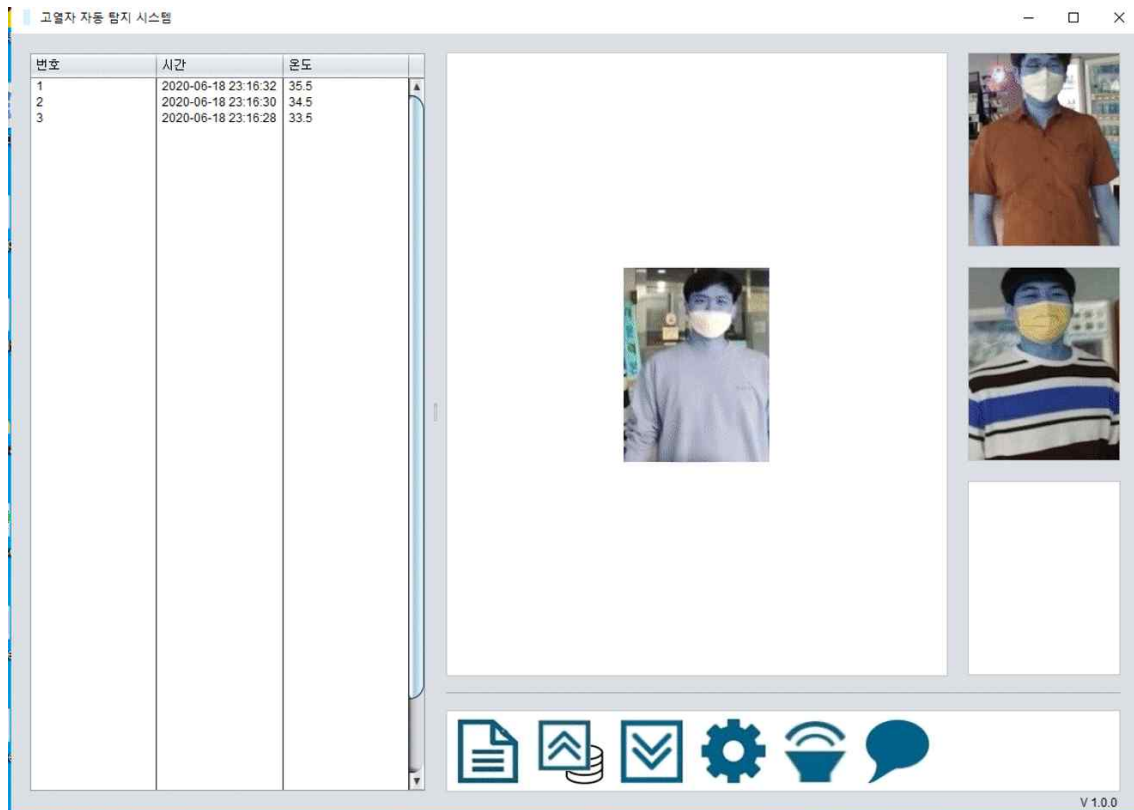 고열자 자동 탐지 시스템
번호 시간 온도
1 2020-06-18 23:16:32 35.5
2 2020-06-18 23:16:30 34.5
3 2020-06-18 23:16:28 33.5
V 1.0.0